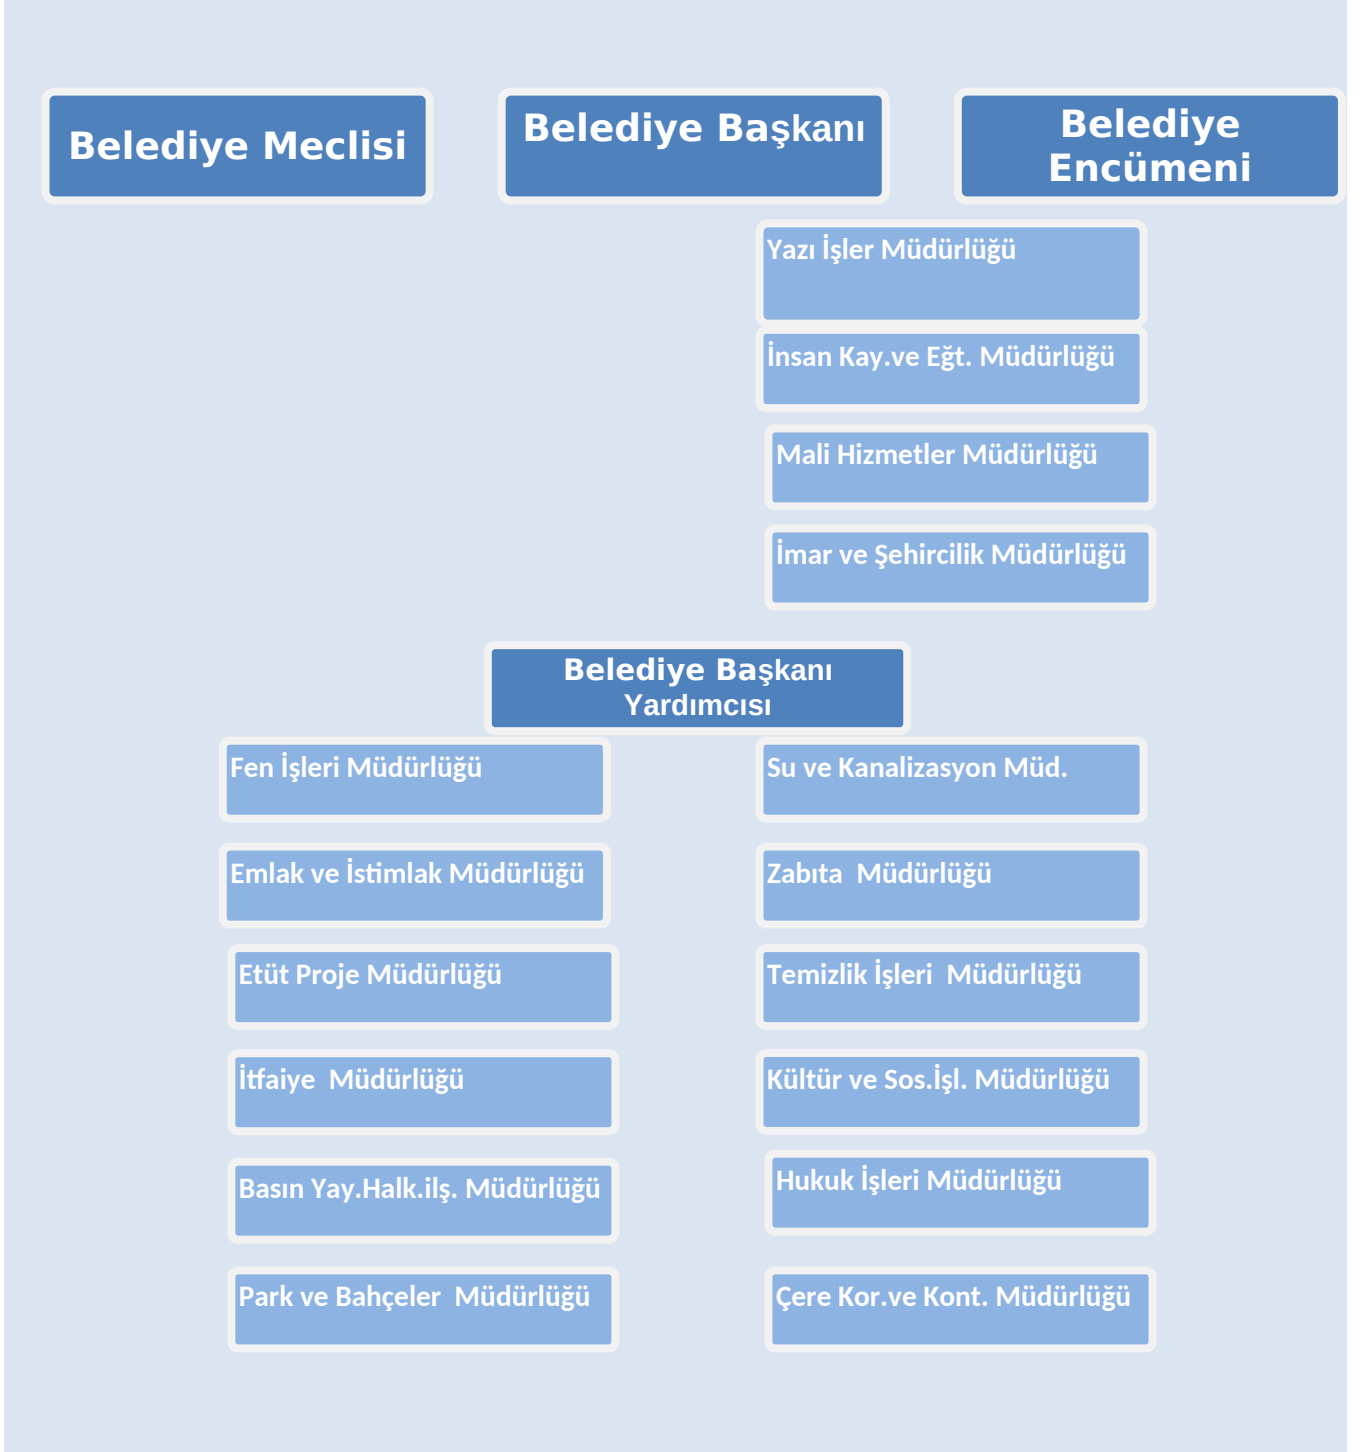 Belediye Meclisi
Belediye Başkanı
Belediye
Encümeni
Yazı İşler Müdürlüğü
İnsan Kay.ve Eğt. Müdürlüğü
Mali Hizmetler Müdürlüğü
İmar ve Şehircilik Müdürlüğü
Belediye Başkanı
Yardımcısı
Fen İşleri Müdürlüğü
Su ve Kanalizasyon Müd.
Emlak ve İstimlak Müdürlüğü
Zabıta  Müdürlüğü
Etüt Proje Müdürlüğü
Temizlik İşleri  Müdürlüğü
İtfaiye  Müdürlüğü
Kültür ve Sos.İşl. Müdürlüğü
Basın Yay.Halk.ilş. Müdürlüğü
Hukuk İşleri Müdürlüğü
Park ve Bahçeler  Müdürlüğü
Çere Kor.ve Kont. Müdürlüğü